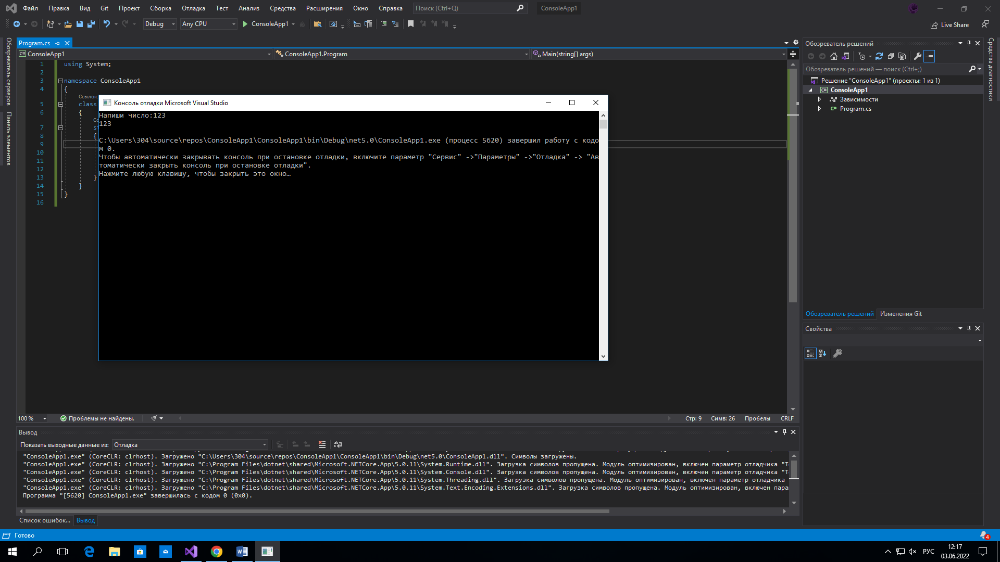 Файл Правка Вид Git Проект Сборка Отладка Тест Анализ Средства Расширения Окно Справка Поиск (Ctrl+Q) ConsoleApp1
Debug Any CPU ConsoleApp1 Live Share
Обозреватель серверов
Панель элементов
Program.cs
ConsoleApp1 ConsoleApp1.Program Main(string[] args)
1 using System;
2
3 namespace ConsoleApp1
4 {
Ссылок:
5 class
6 {
7
8 {
9
10
11
12
13 }
14 }
15 }
16
Консоль отладки Microsoft Visual Studio
Напиши число:123
123
C:\Users\304\source\repos\ConsoleApp1\ConsoleApp1\bin\Debug\net5.0\ConsoleApp1.exe (процесс 5620) завершил работу с кодо
м 0.
Чтобы автоматически закрывать консоль при остановке отладки, включите параметр "Сервис" ->"Параметры" ->"Отладка" -> "Ав
томатически закрыть консоль при остановке отладки".
Нажмите любую клавишу, чтобы закрыть это окно…
100 % Проблемы не найдены. Стр: 9 Симв: 26 Пробелы CRLF
Вывод
Показать выходные данные из: Отладка
"ConsoleApp1.exe" (CoreCLR: clrhost). Загружено "C:\Users\304\source\repos\ConsoleApp1\ConsoleApp1\bin\Debug\net5.0\ConsoleApp1.dll". Символы загружены.
"ConsoleApp1.exe" (CoreCLR: clrhost). Загружено "C:\Program Files\dotnet\shared\Microsoft.NETCore.App\5.0.11\System.Runtime.dll". Загрузка символов пропущена. Модуль оптимизирован, включен параметр отладчика
"ConsoleApp1.exe" (CoreCLR: clrhost). Загружено "C:\Program Files\dotnet\shared\Microsoft.NETCore.App\5.0.11\System.Console.dll". Загрузка символов пропущена. Модуль оптимизирован, включен параметр отладчика
"ConsoleApp1.exe" (CoreCLR: clrhost). Загружено "C:\Program Files\dotnet\shared\Microsoft.NETCore.App\5.0.11\System.Threading.dll". Загрузка символов пропущена. Модуль оптимизирован, включен параметр отладчика
"ConsoleApp1.exe" (CoreCLR: clrhost). Загружено "C:\Program Files\dotnet\shared\Microsoft.NETCore.App\5.0.11\System.Text.Encoding.Extensions.dll". Загрузка символов пропущена. Модуль оптимизирован, включен
Программа "[5620] ConsoleApp1.exe" завершилась с кодом 0 (0x0).
Список ошибок... Вывод
Обозреватель решений
Обозреватель решений — поиск (Ctrl+;)
Решение "ConsoleApp1" (проекты: 1 из 1)
ConsoleApp1
Зависимости
Program.cs
Обозреватель решений Изменения Git
Свойства
Средства диагностики
Готово 4
РУС 12:17
03.06.2022